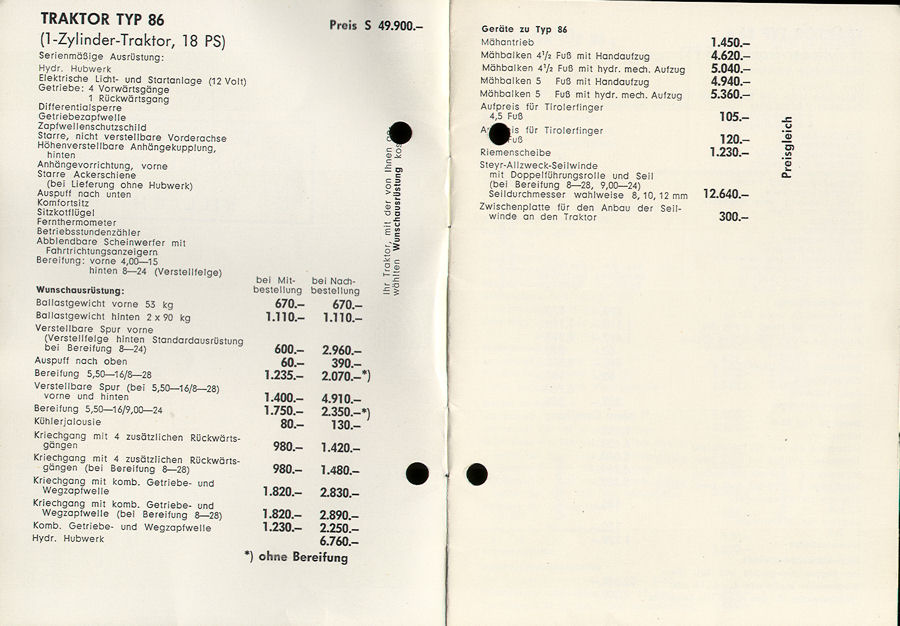 TRAKTOR TYP 86
Preis S 49.900.–
(1-Zylinder-Traktor, 18 PS)
Serienmäßige Ausrüstung:
Hydr. Hubwerk
Elektrische Licht- und Startanlage (12 Volt)
Getriebe: 4 Vorwärtsgänge
1 Rückwärtsgang
Differentialsperre
Getriebezapfwelle
Zapfwellenschutzschild
Starre, nicht verstellbare Vorderachse
Höhenverstellbare Anhängekupplung,
hinten
Anhängevorrichtung, vorne
Starre Ackerschiene
(bei Lieferung ohne Hubwerk)
Auspuff nach unten
Komfortsitz
Sitzkotflügel
Fernthermometer
Betriebsstundenzähler
Abblendbare Scheinwerfer mit
Fahrtrichtungsanzeigern
Bereifung: vorne 4,00—15
hinten 8—24 (Verstellfelge)
bei Mit- bei Nach-
Wunschausrüstung: bestellung bestellung
Ballastgewicht vorne 53 kg 670.– 670.–
Ballastgewicht hinten 2 x 90 kg 1.110.– 1.110.–
Verstellbare Spur vorne
(Verstellfelge hinten Standardausrüstung
bei Bereifung 8—24) 600.– 2.960.–
Auspuff nach oben 60.– 390.–
Bereifung 5,50—16/8—28 1.235.– 2.070.–*)
Verstellbare Spur (bei 5,50—16/8—28)
vorne und hinten 1.400.– 4.910.–
Bereifung 5,50—16/9,00—24 1.750.– 2.350.–*)
Kühlerjalousie 80.– 130.–
Kriechgang mit 4 zusätzlichen Rückwärts-
gängen 980.– 1.420.–
Kriechgang mit 4 zusätzlichen Rückwärts-
gängen (bei Bereifung 8—28) 980.– 1.480.–
Kriechgang mit komb. Getriebe- und
Wegzapfwelle 1.820.– 2.830.–
Kriechgang mit komb. Getriebe- und
Wegzapfwelle (bei Bereifung 8—28) 1.820.– 2.890.–
Komb. Getriebe- und Wegzapfwelle 1.230.– 2.250.–
Hydr. Hubwerk 6.760.–
*) ohne Bereifung
Ihr Traktor, mit der von Ihnen
wählten Wunschausrüstung
Geräte zu Typ 86
Mähantrieb 1.450.–
Mähbalken 4½ Fuß mit Handaufzug 4.620.–
Mähbalken 4½ Fuß mit hydr. mech. Aufzug 5.040.–
Mähbalken 5 Fuß mit Handaufzug 4.940.–
Mähbalken 5 Fuß mit hydr. mech. Aufzug 5.360.–
Aufpreis für Tirolerfinger
4,5 Fuß 105.–
für Tirolerfinger
Fuß 120.–
Riemenscheibe 1.230.–
Steyr-Allzweck-Seilwinde
mit Doppelführungsrolle und Seil
(bei Bereifung 8—28, 9,00—24)
Seildurchmesser wahlweise 8, 10, 12 mm 12.640.–
Zwischenplatte für den Anbau der Seil-
winde an den Traktor 300.–
Preisgleich